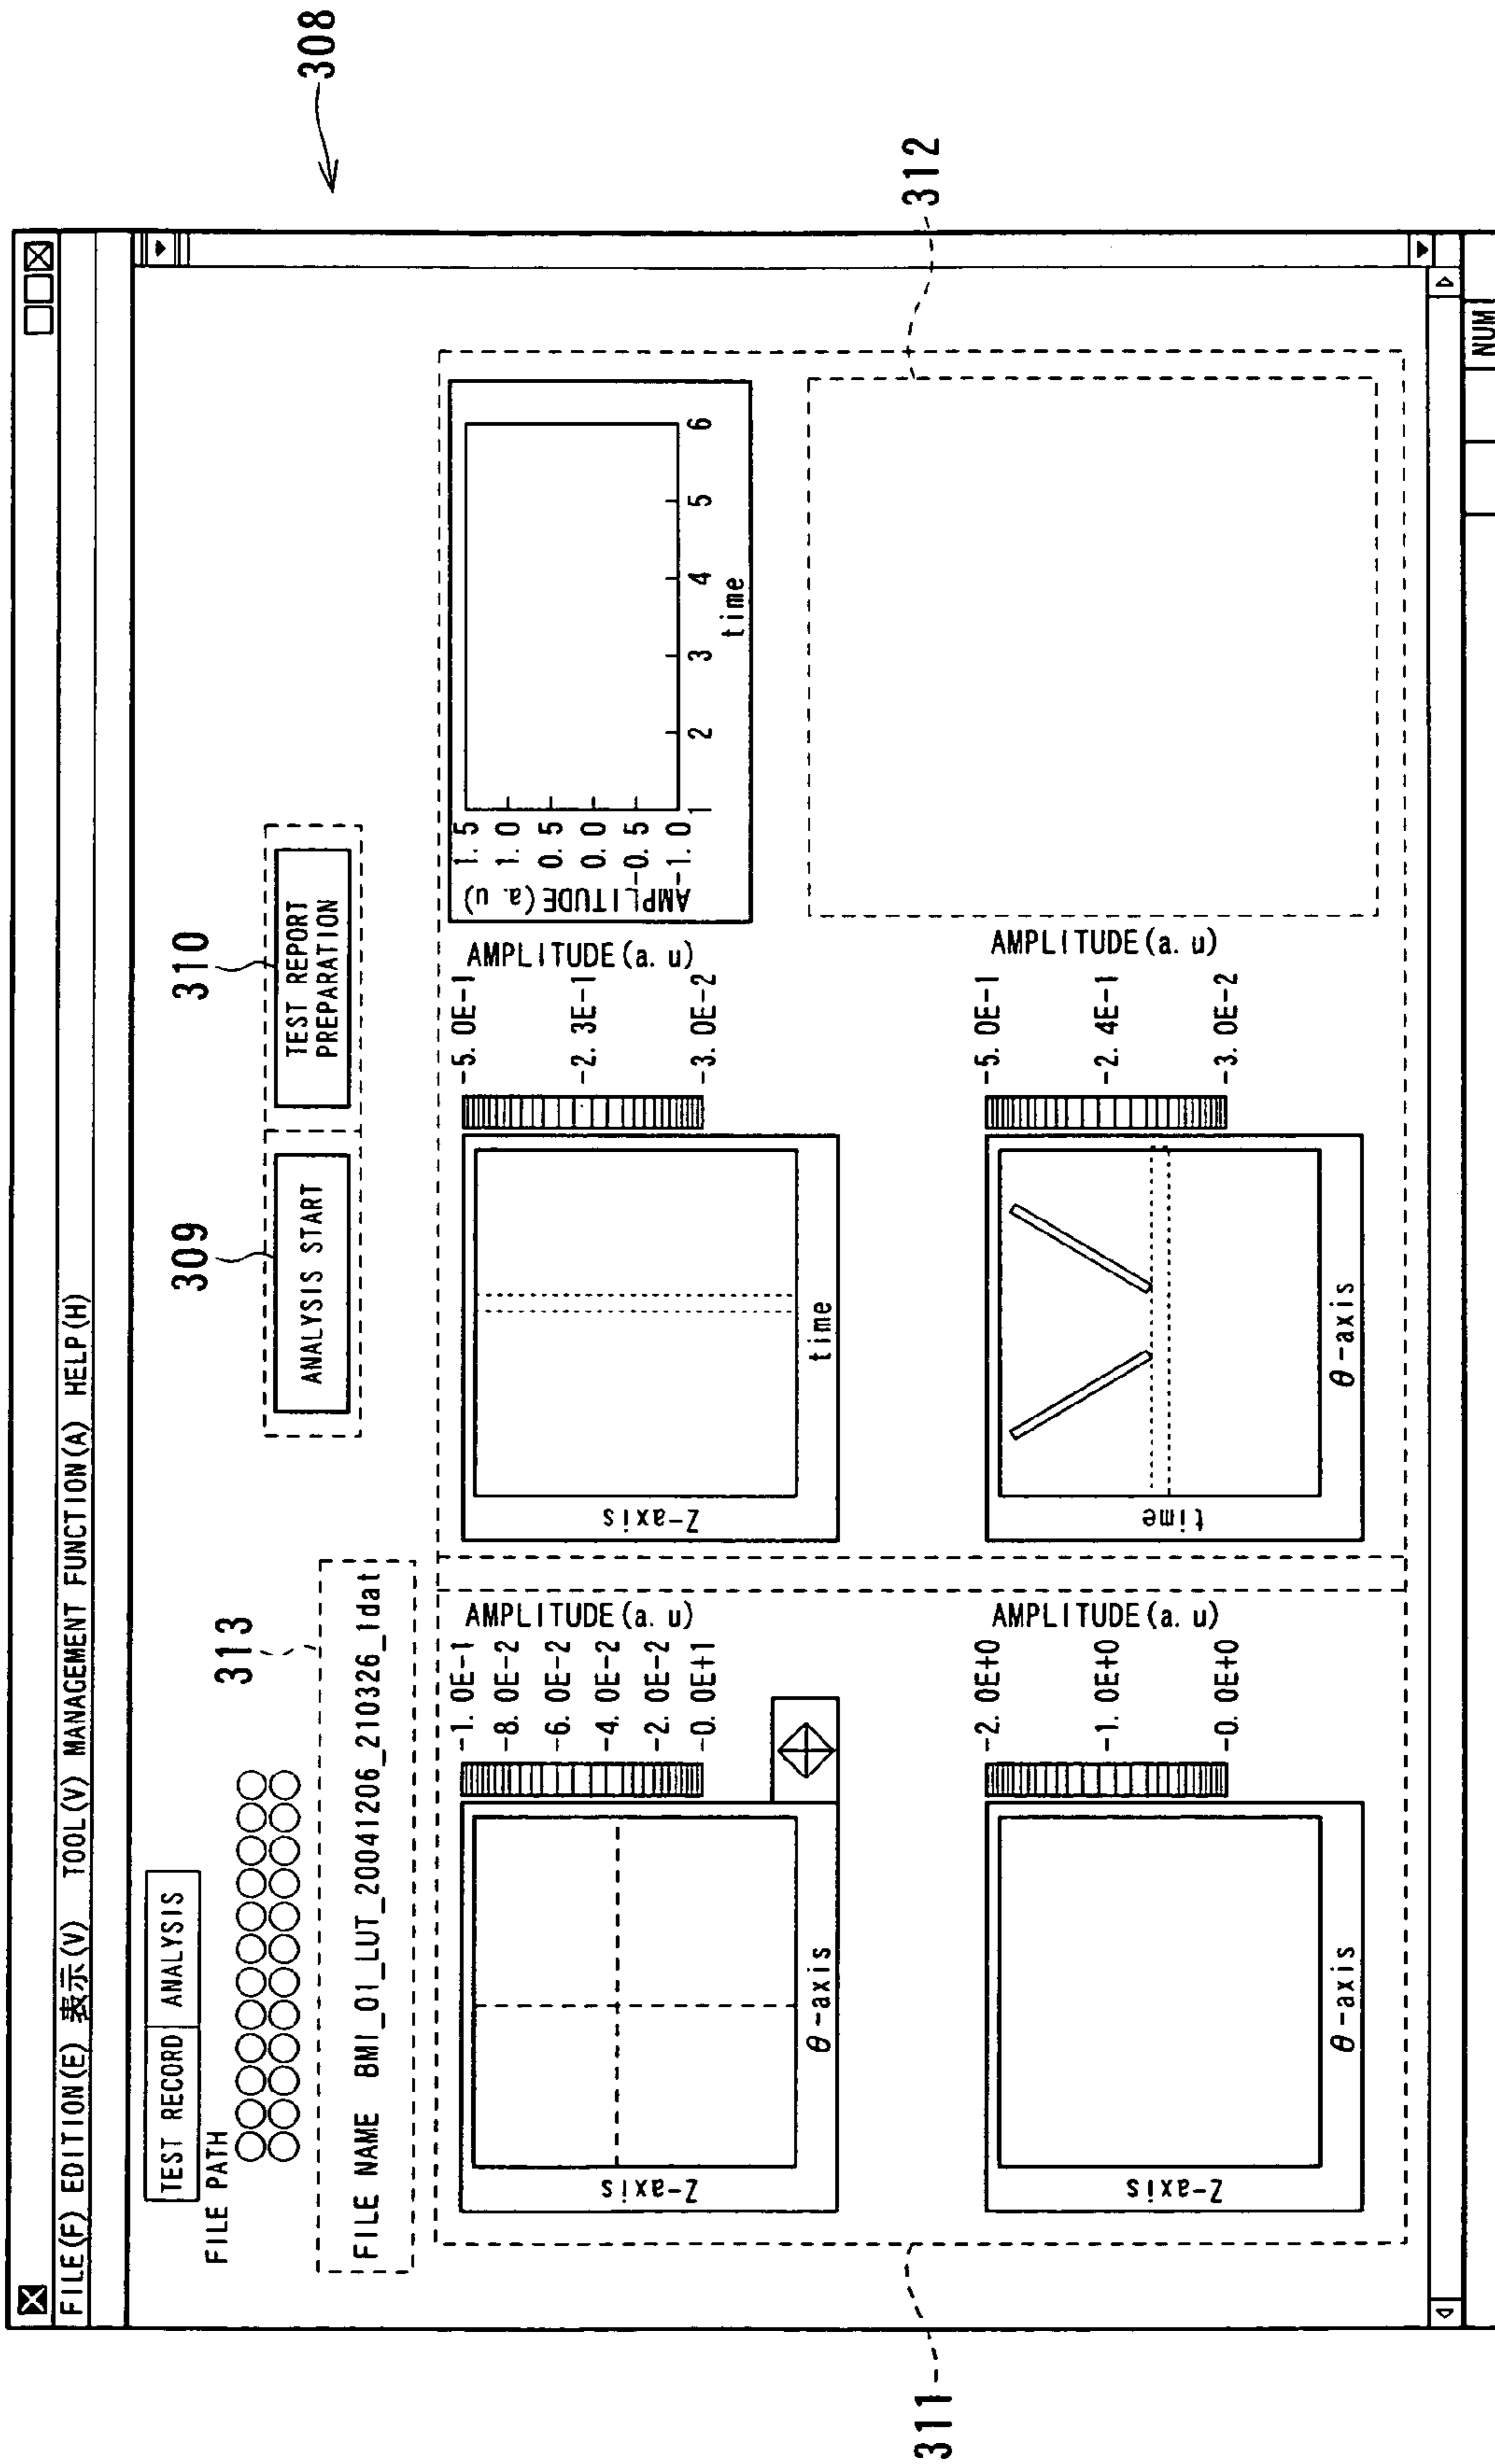 308
FILE(F) EDITION(E) 表示(V) TOOL(V) MANAGEMENT FUNCTION(A) HELP(H)
TEST RECORD
ANALYSIS
FILE PATH
○○○○○○○○○○○○
○○○○○○○○○○○○
313
309
310
ANALYSIS START
TEST REPORT
PREPARATION
FILE NAME BMI_01_LUT_20041206_210326_1dat
Z-axis
θ-axis
-1.0E-1
-8.0E-2
-6.0E-2
-4.0E-2
-2.0E-2
-0.0E+1
AMPLITUDE(a.u)
Z-axis
time
-5.0E-1
-2.3E-1
-3.0E-2
AMPLITUDE(a.u)
AMPLITUDE(a.u)
1.5
1.0
0.5
0.0
-0.5
-1.0
1 2 3 4 5 6
time
312
Z-axis
θ-axis
-2.0E+0
-1.0E+0
-0.0E+0
AMPLITUDE(a.u)
time
θ-axis
-5.0E-1
-2.4E-1
-3.0E-2
AMPLITUDE(a.u)
311
NUM